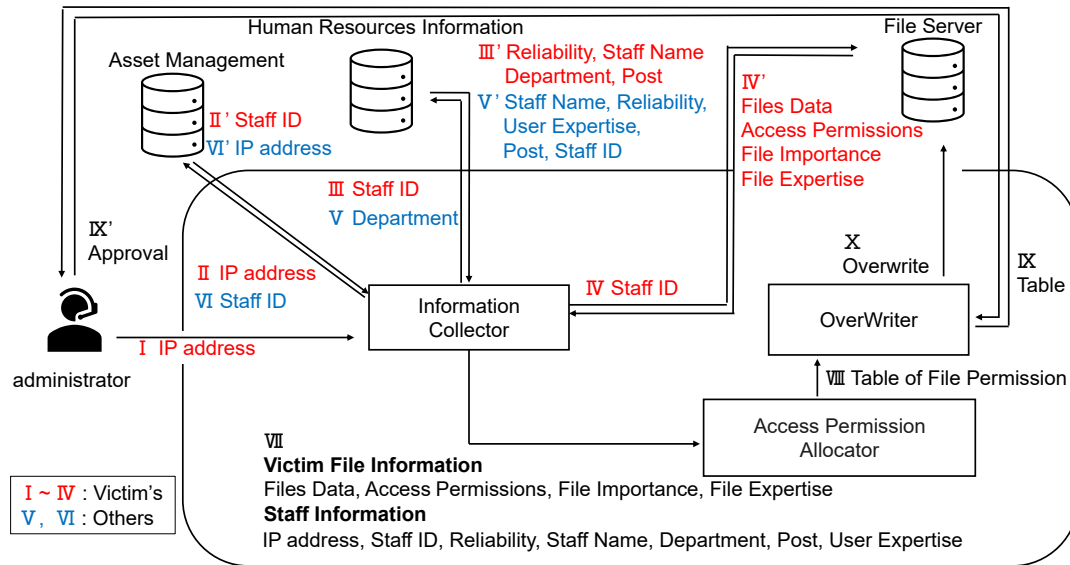 Human Resources Information
File Server
Asset Management
Ⅲ' Reliability, Staff Name
Department, Post
Ⅴ' Staff Name, Reliability,
User Expertise,
Post, Staff ID
Ⅳ'
Files Data
Access Permissions
File Importance
File Expertise
Ⅱ' Staff ID
Ⅵ' IP address
Ⅲ Staff ID
Ⅴ Department
Ⅸ'
Approval
Ⅱ IP address
Ⅵ Staff ID
Ⅳ Staff ID
Ⅹ
Overwrite
Ⅸ
Table
Information
Collector
OverWriter
Ⅰ IP address
administrator
Ⅷ Table of File Permission
Access Permission
Allocator
Ⅶ
Victim File Information
Files Data, Access Permissions, File Importance, File Expertise
Staff Information
IP address, Staff ID, Reliability, Staff Name, Department, Post, User Expertise
Ⅰ ~ Ⅳ : Victim's
Ⅴ, Ⅵ : Others